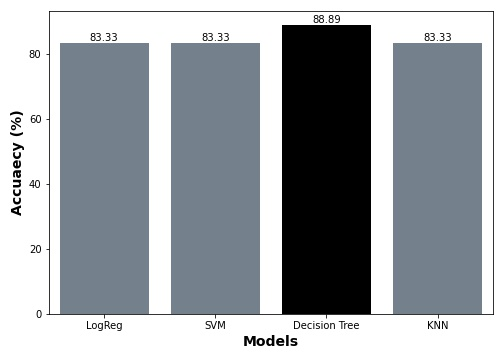 83.33 83.33 88.89 83.33
80
60
40
20
0
Accuaecy (%)
LogReg SVM Decision Tree KNN
Models